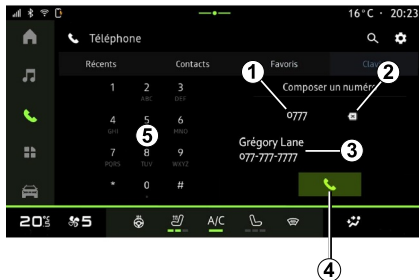 16°C · 20:23
Téléphone
Récents Contacts Favoris Clavier
1 2 3 Composer un numéro
ABC DEF
1 2
4 5 6 0777
GHI MNO
5
Grégory Lane
7 8 9 077-777-7777 3
PQRS TUV WXYZ
* 0 #
20.5 5 A/C
4